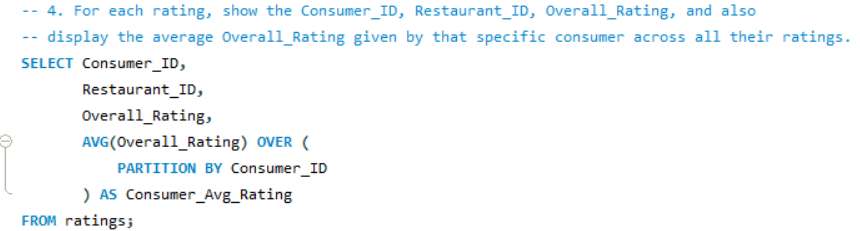 -- 4. For each rating, show the Consumer_ID, Restaurant_ID, Overall_Rating, and also
-- display the average Overall_Rating given by that specific consumer across all their ratings.
SELECT Consumer_ID,
Restaurant_ID,
Overall_Rating,
AVG(Overall_Rating) OVER (
PARTITION BY Consumer_ID
) AS Consumer_Avg_Rating
FROM ratings;